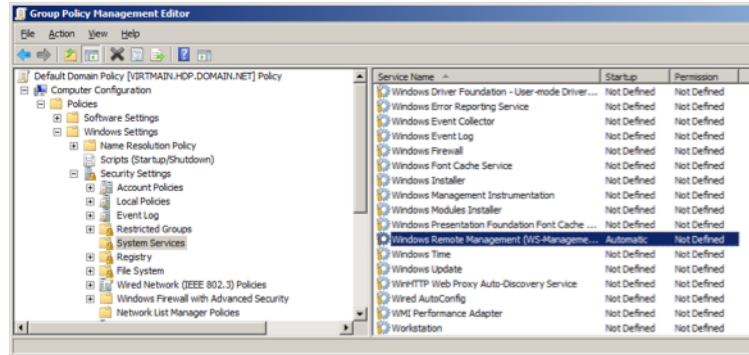 Group Policy Management Editor
File Action View Help
Default Domain Policy [VIRTMAIN.HDP.DOMAIN.NET] Policy
Computer Configuration
Policies
Software Settings
Windows Settings
Name Resolution Policy
Scripts (Startup/Shutdown)
Security Settings
Account Policies
Local Policies
Event Log
Restricted Groups
System Services
Registry
File System
Wired Network (IEEE 802.3) Policies
Windows Firewall with Advanced Security
Network List Manager Policies
Service Name Startup Permission
Windows Driver Foundation - User-mode Driver... Not Defined Not Defined
Windows Error Reporting Service Not Defined Not Defined
Windows Event Collector Not Defined Not Defined
Windows Event Log Not Defined Not Defined
Windows Firewall Not Defined Not Defined
Windows Font Cache Service Not Defined Not Defined
Windows Installer Not Defined Not Defined
Windows Management Instrumentation Not Defined Not Defined
Windows Modules Installer Not Defined Not Defined
Windows Presentation Foundation Font Cache ... Not Defined Not Defined
Windows Remote Management (WS-Manageme... Automatic Not Defined
Windows Time Not Defined Not Defined
Windows Update Not Defined Not Defined
WinHTTP Web Proxy Auto-Discovery Service Not Defined Not Defined
Wired AutoConfig Not Defined Not Defined
WMI Performance Adapter Not Defined Not Defined
Workstation Not Defined Not Defined